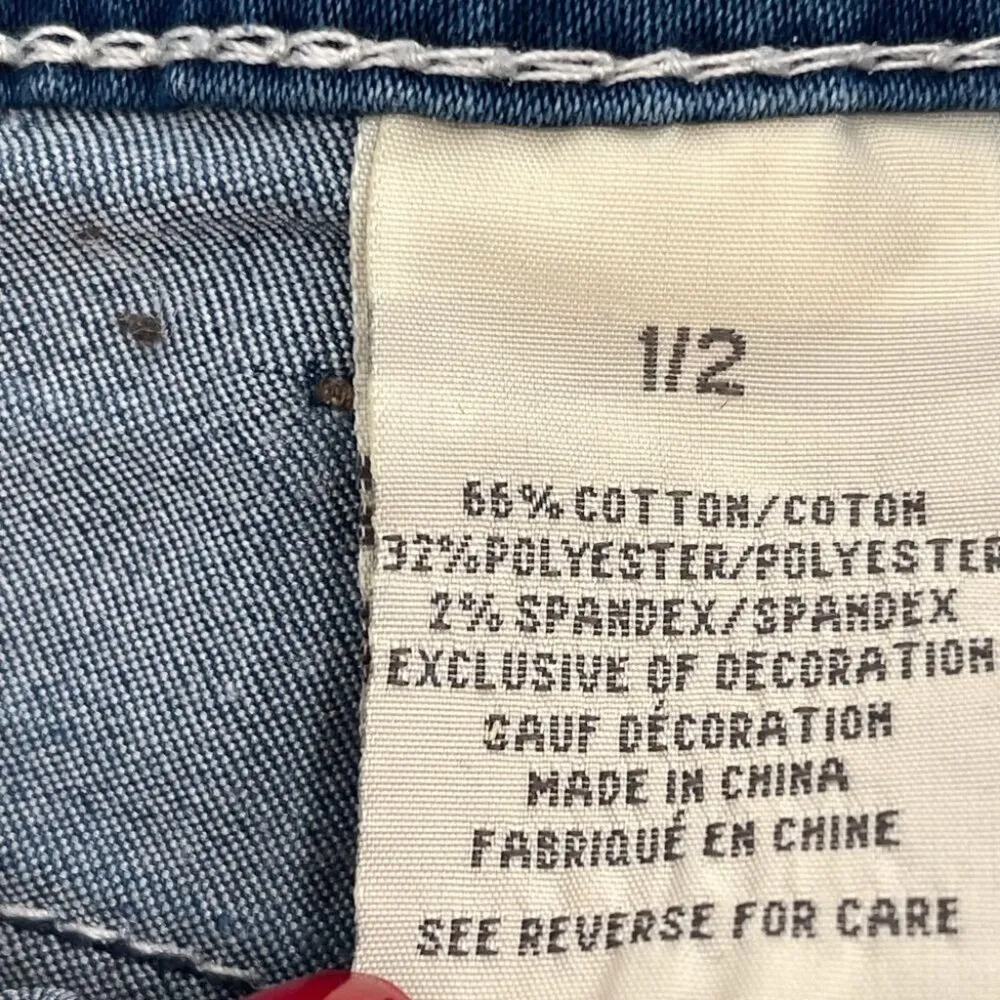 1/2
66% COTTON/COTON
32% POLYESTER/POLYESTER
2% SPANDEX/SPANDEX
EXCLUSIVE OF DECORATION
SAUF DÉCORATION
MADE IN CHINA
FABRIQUÉ EN CHINE
SEE REVERSE FOR CARE